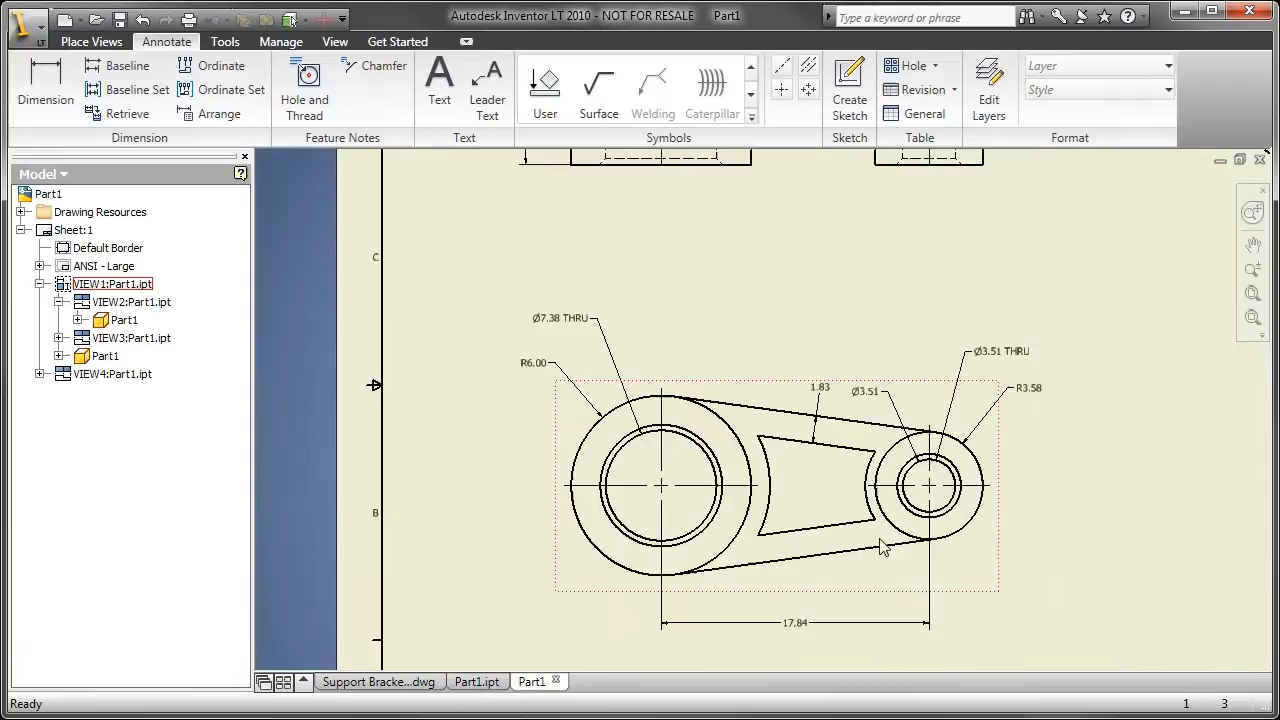 Autodesk Inventor LT 2010 - NOT FOR RESALE Part1
Type a keyword or phrase
LT
Place Views Annotate Tools Manage View Get Started
Dimension
Baseline
Baseline Set
Retrieve
Ordinate
Ordinate Set
Arrange
Dimension
Hole and
Thread
Chamfer
Feature Notes
Text
Leader
Text
Text
User
Surface
Welding
Caterpillar
Symbols
Create
Sketch
Sketch
Hole
Revision
General
Table
Edit
Layers
Layer
Style
Format
Model
Part1
Drawing Resources
Sheet:1
Default Border
ANSI - Large
VIEW1:Part1.ipt
VIEW2:Part1.ipt
Part1
VIEW3:Part1.ipt
Part1
VIEW4:Part1.ipt
C
Ø7.38 THRU
Ø3.51 THRU
R6.00
1.83
Ø3.51
R3.58
B
17.84
Support Bracke...dwg
Part1.ipt
Part1
Ready
1 3